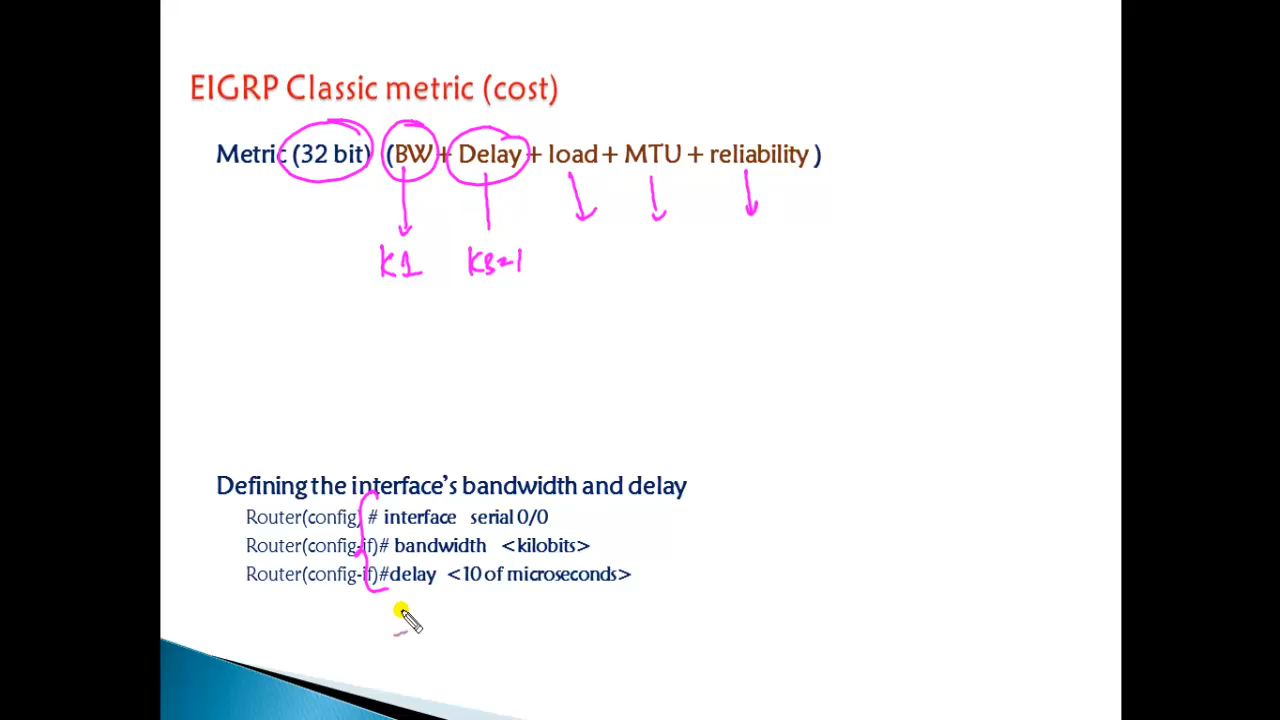 EIGRP Classic metric (cost)
Metric (32 bit) (BW + Delay + load + MTU + reliability )
K1 K3=1
Defining the interface's bandwidth and delay
Router(config) # interface serial 0/0
Router(config-if)# bandwidth <kilobits>
Router(config-if)#delay <10 of microseconds>